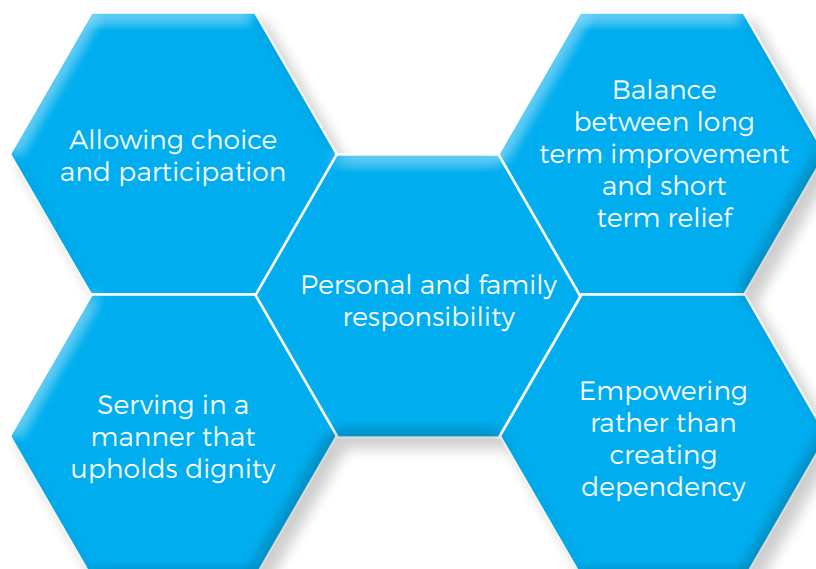 Allowing choice
and participation
Balance
between long
term improvement
and short
term relief
Personal and family
responsibility
Serving in a
manner that
upholds dignity
Empowering
rather than
creating
dependency